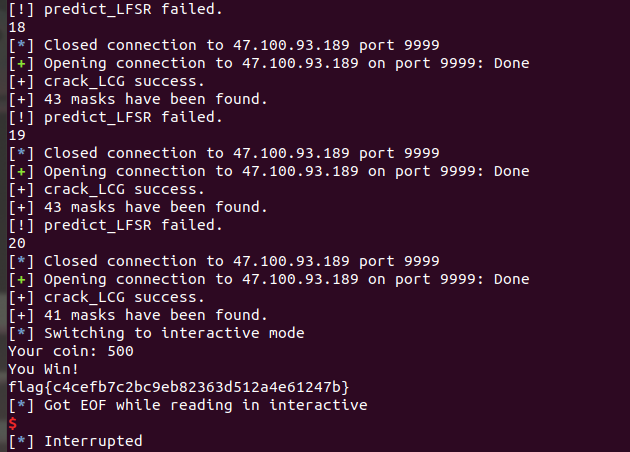 [!] predict_LFSR failed.
18
[*] Closed connection to 47.100.93.189 port 9999
[+] Opening connection to 47.100.93.189 on port 9999: Done
[+] crack_LCG success.
[+] 43 masks have been found.
[!] predict_LFSR failed.
19
[*] Closed connection to 47.100.93.189 port 9999
[+] Opening connection to 47.100.93.189 on port 9999: Done
[+] crack_LCG success.
[+] 43 masks have been found.
[!] predict_LFSR failed.
20
[*] Closed connection to 47.100.93.189 port 9999
[+] Opening connection to 47.100.93.189 on port 9999: Done
[+] crack_LCG success.
[+] 41 masks have been found.
[*] Switching to interactive mode
Your coin: 500
You Win!
flag{c4cefb7c2bc9eb82363d512a4e61247b}
[*] Got EOF while reading in interactive
$
[*] Interrupted